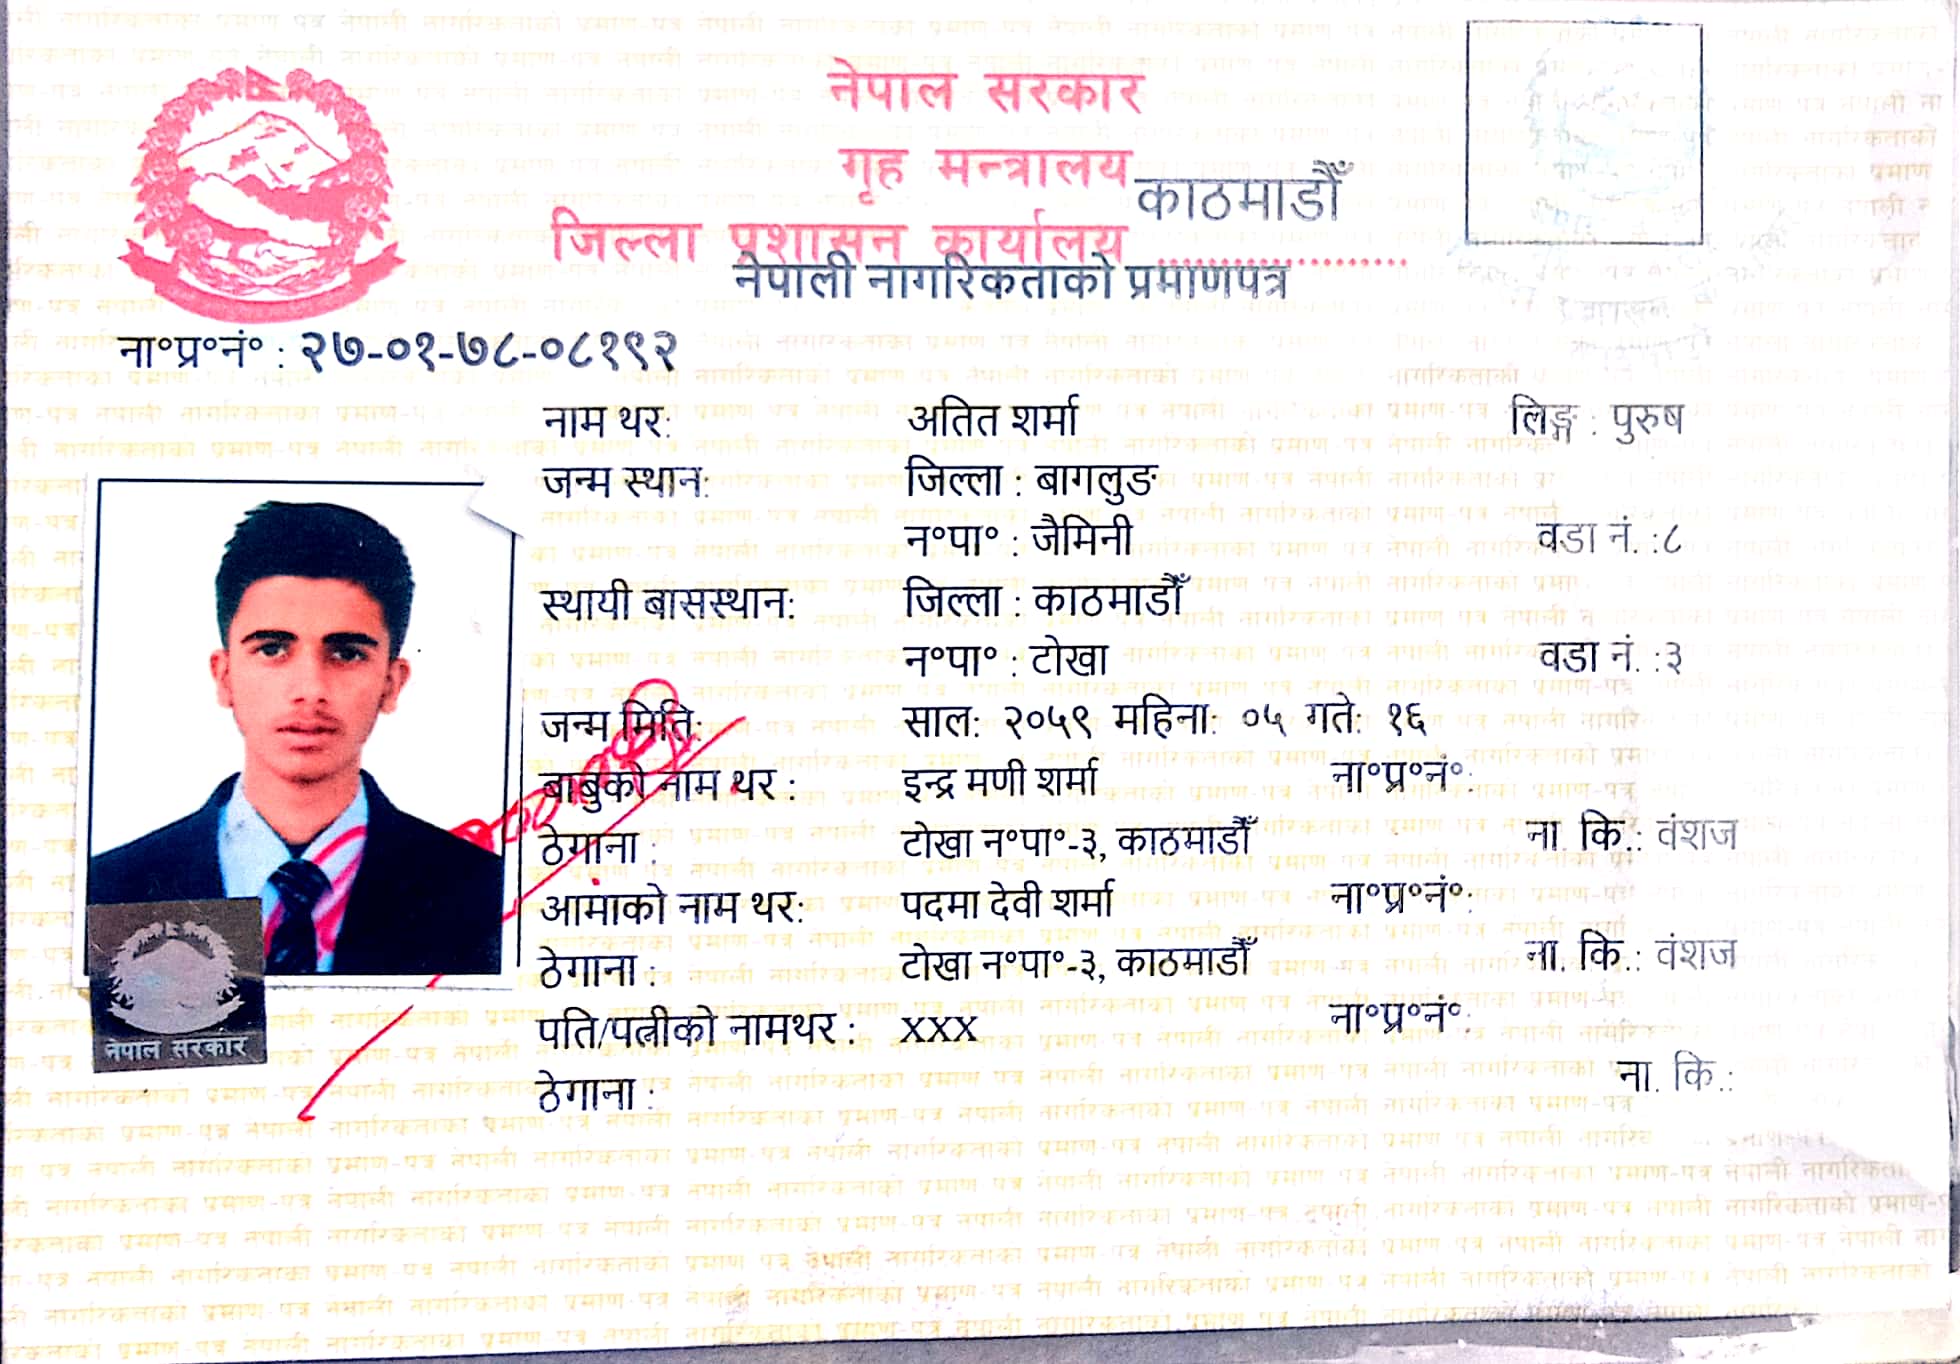 नेपाल सरकार
गृह मन्त्रालय
जिल्ला प्रशासन कार्यालय काठमाडौँ
नेपाली नागरिकताको प्रमाणपत्र
ना॰प्र॰नं॰ : २७-०१-७८-०८१९२
नाम थर: अतित शर्मा लिङ्ग : पुरुष
जन्म स्थान: जिल्ला : बागलुङ
न॰पा॰ : जैमिनी वडा नं. :८
स्थायी बासस्थान: जिल्ला : काठमाडौँ
न॰पा॰ : टोखा वडा नं. :३
जन्म मिति: साल: २०५९ महिना: ०५ गते: १६
बाबुको नाम थर : इन्द्र मणी शर्मा ना॰प्र॰नं॰:
ठेगाना : टोखा न॰पा॰-३, काठमाडौँ ना. कि.: वंशज
आमाको नाम थर: पदमा देवी शर्मा ना॰प्र॰नं॰:
ठेगाना : टोखा न॰पा॰-३, काठमाडौँ ना. कि.: वंशज
पति/पत्नीको नामथर : XXX ना॰प्र॰नं॰:
ठेगाना : ना. कि.:
नेपाल सरकार